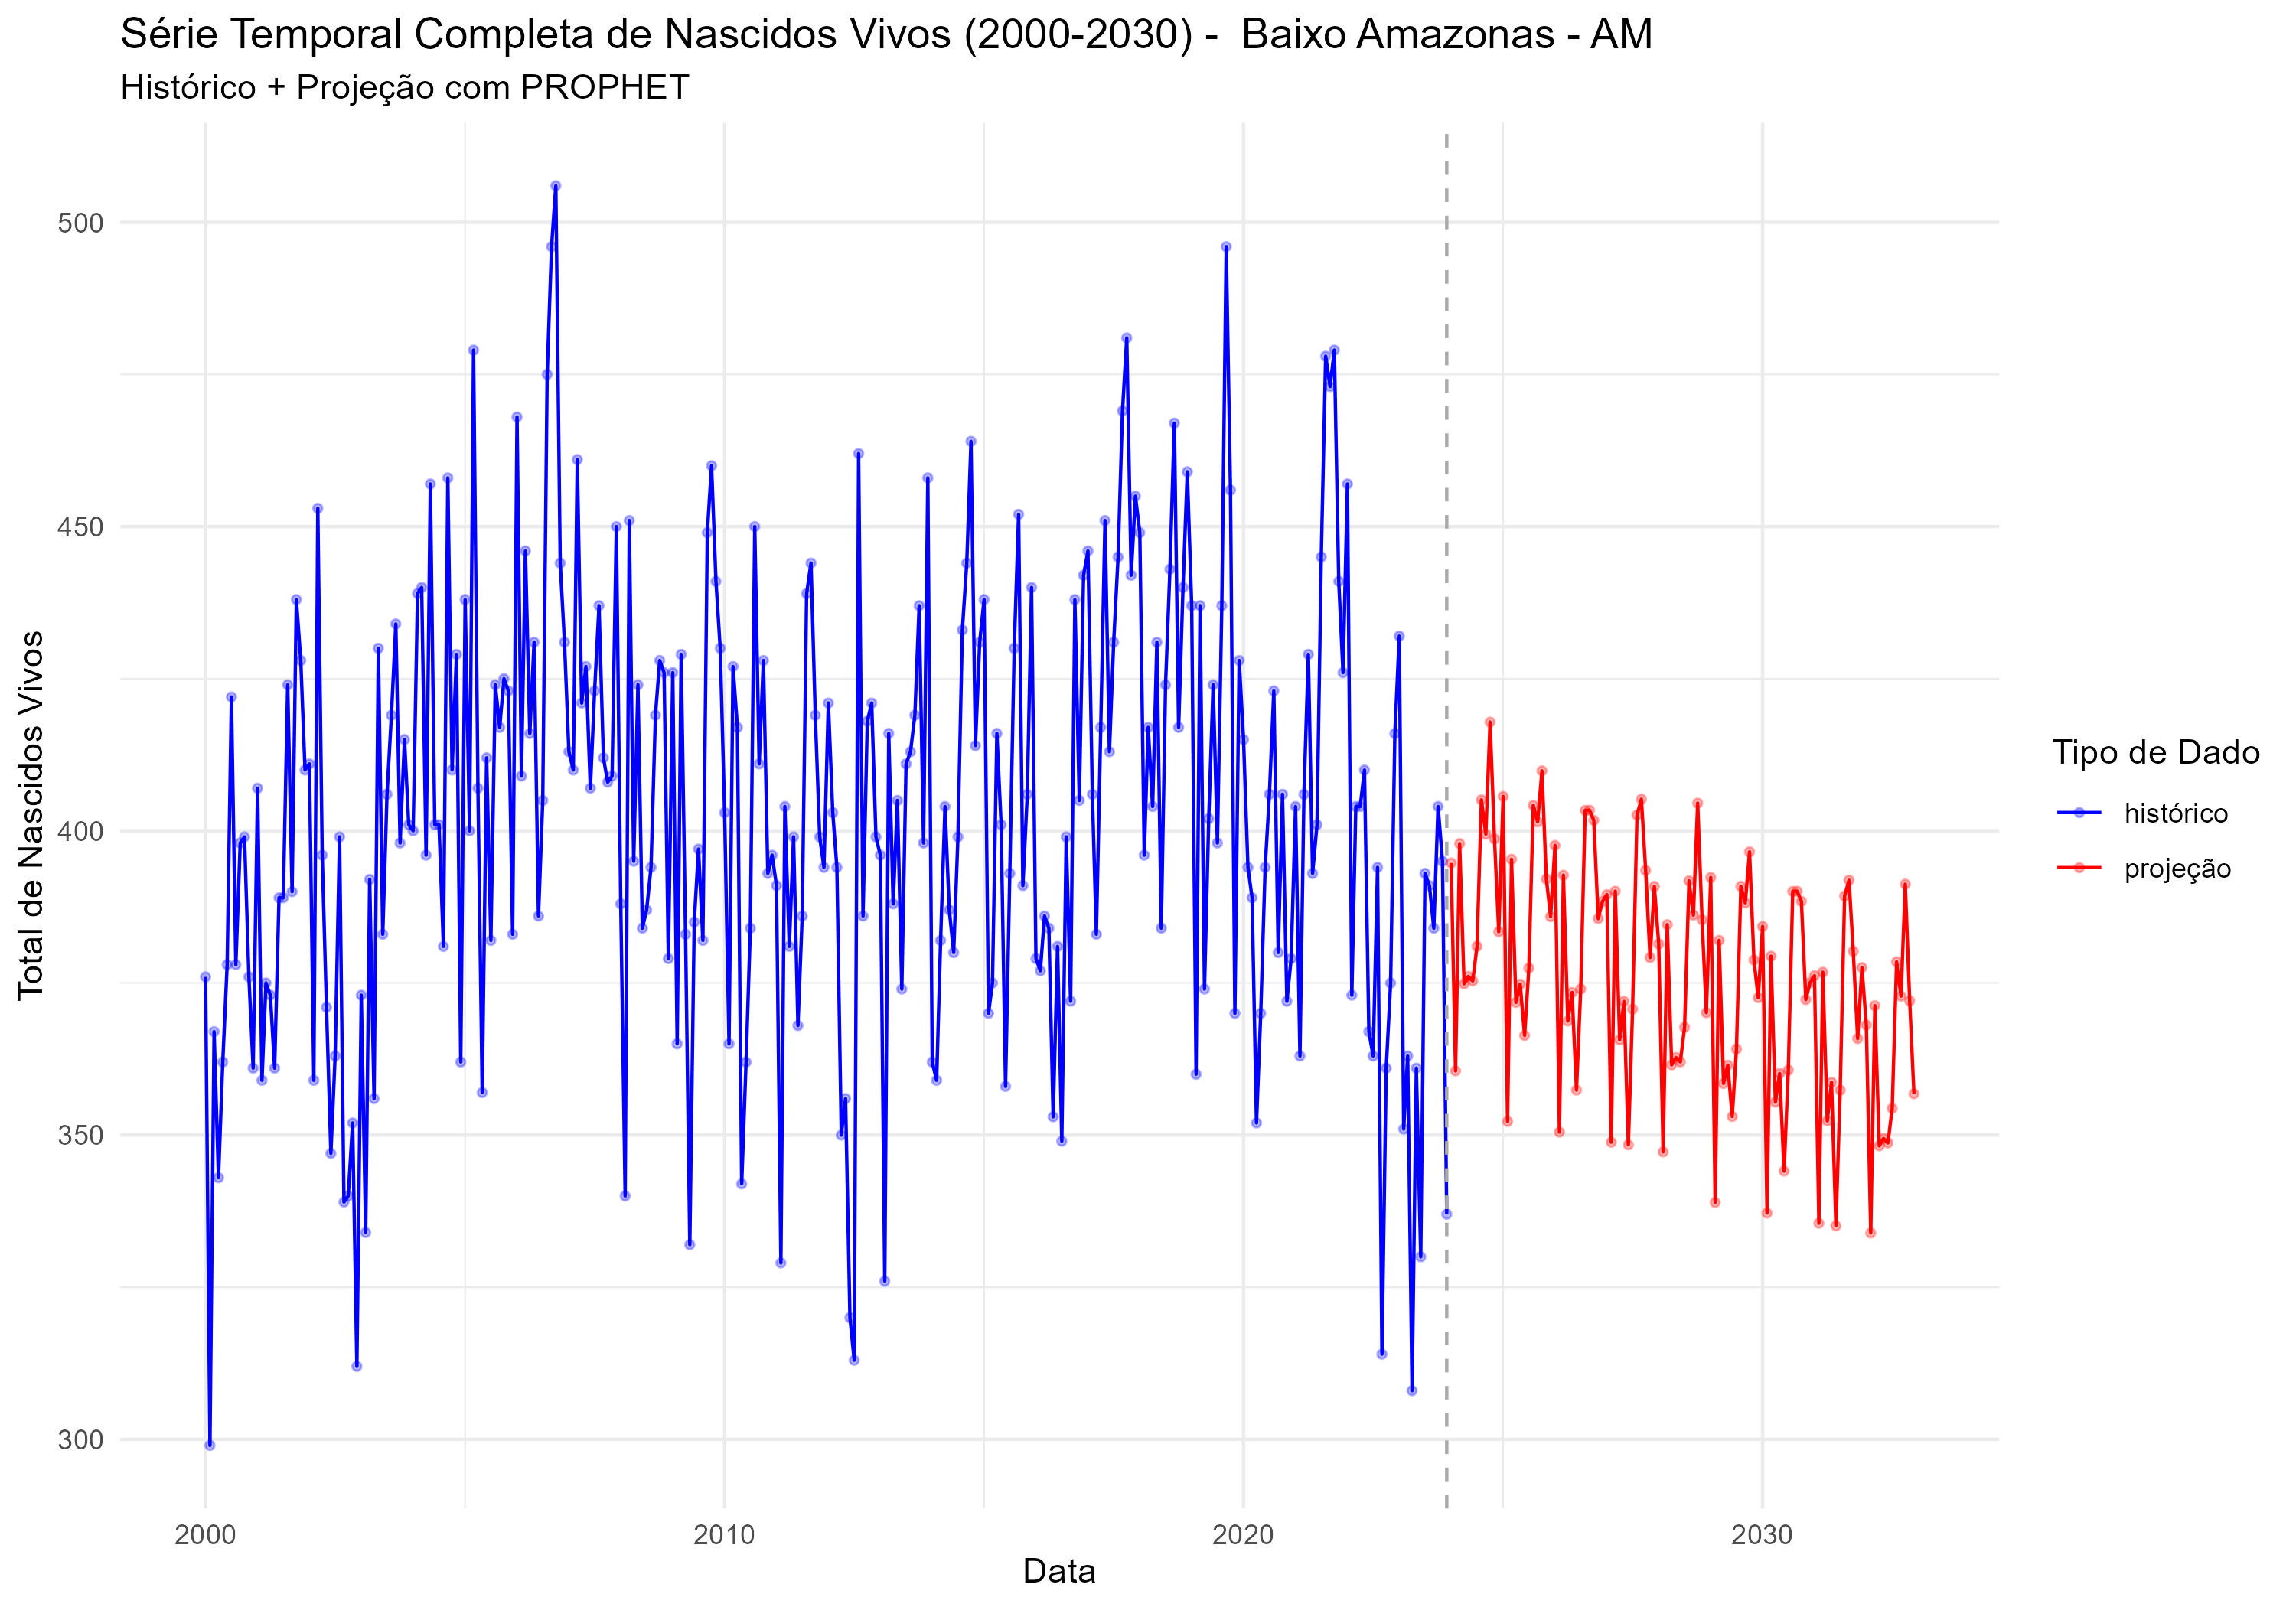 Série Temporal Completa de Nascidos Vivos (2000-2030) -  Baixo Amazonas - AM
Histórico + Projeção com PROPHET
Total de Nascidos Vivos
500
450
400
350
300
2000
2010
2020
2030
Data
Tipo de Dado
histórico
projeção